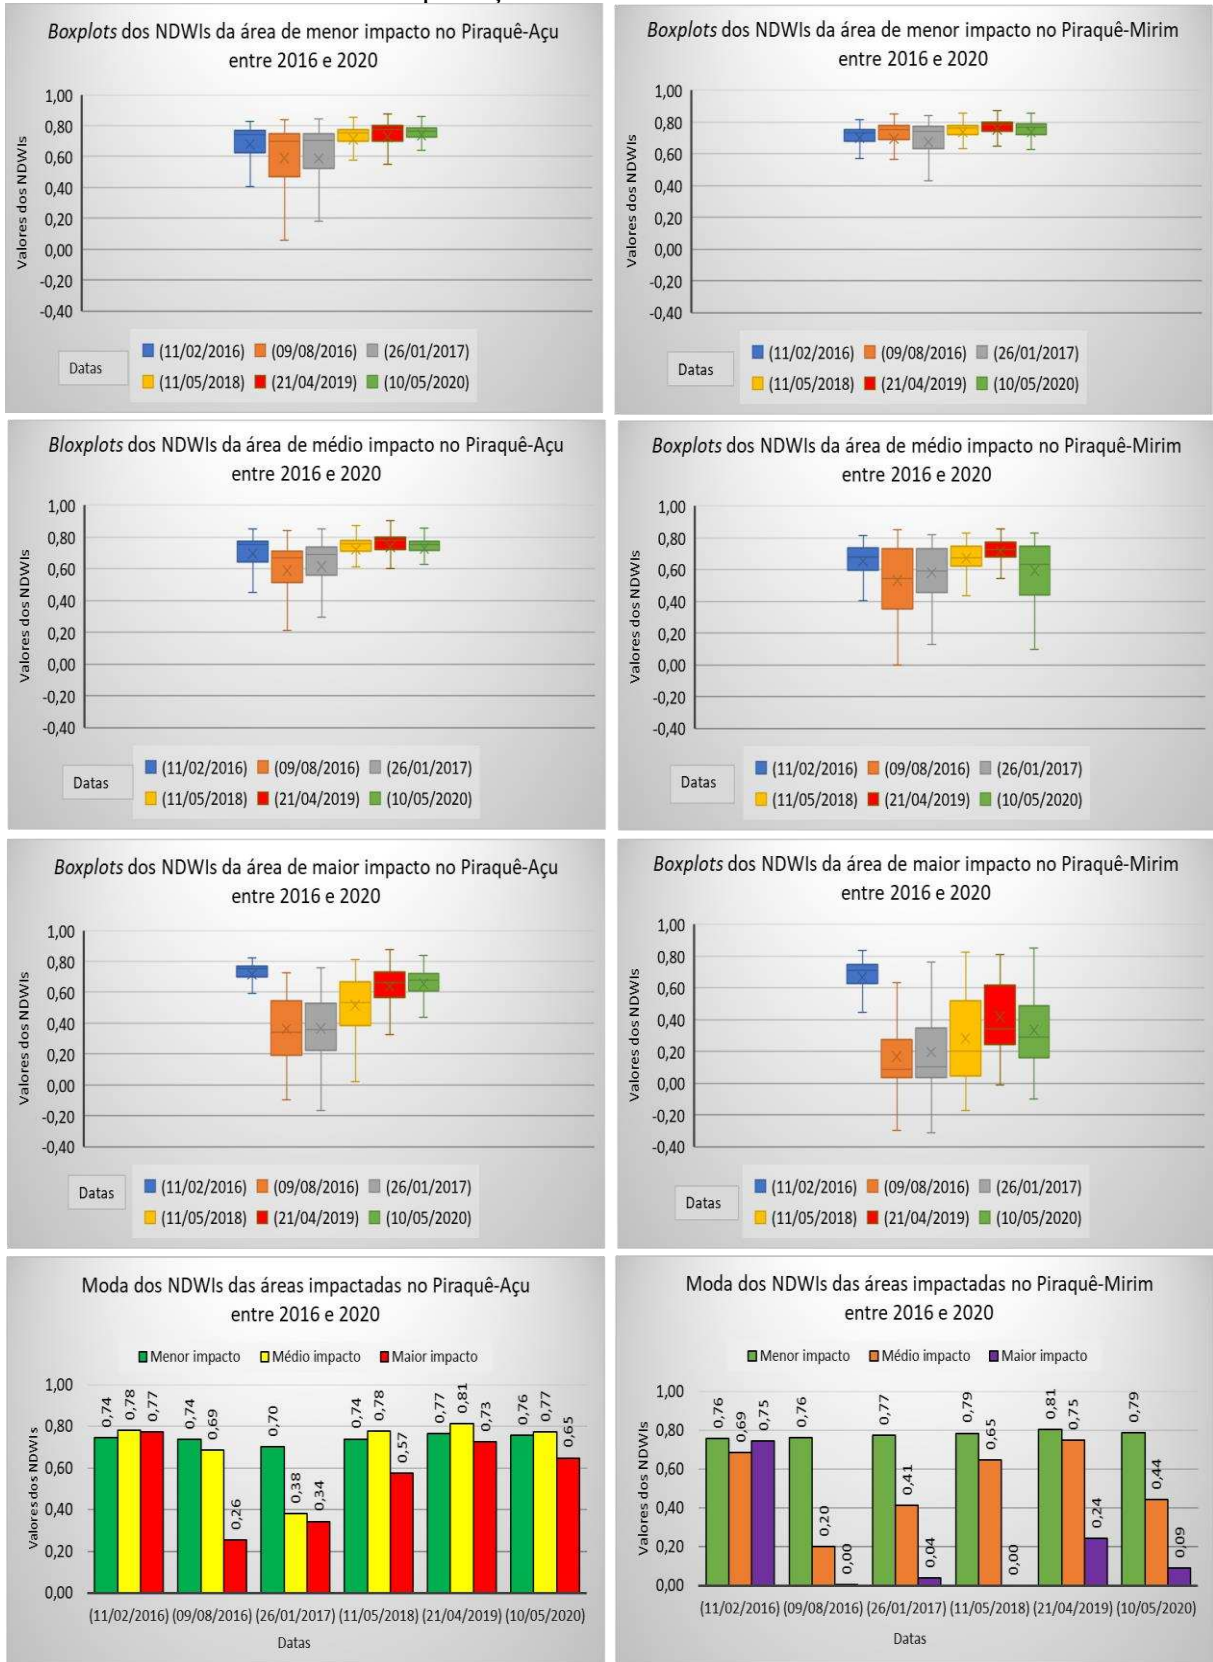 Boxplots dos NDWIs da área de menor impacto no Piraquê-Açu
entre 2016 e 2020
1,00
0,80
0,60
0,40
0,20
0,00
-0,20
-0,40
Valores dos NDWIs
Datas
(11/02/2016) (09/08/2016) (26/01/2017)
(11/05/2018) (21/04/2019) (10/05/2020)
Boxplots dos NDWIs da área de menor impacto no Piraquê-Mirim
entre 2016 e 2020
1,00
0,80
0,60
0,40
0,20
0,00
-0,20
-0,40
Valores dos NDWIs
Datas
(11/02/2016) (09/08/2016) (26/01/2017)
(11/05/2018) (21/04/2019) (10/05/2020)
Bloxplots dos NDWIs da área de médio impacto no Piraquê-Açu
entre 2016 e 2020
1,00
0,80
0,60
0,40
0,20
0,00
-0,20
-0,40
Valores dos NDWIs
Datas
(11/02/2016) (09/08/2016) (26/01/2017)
(11/05/2018) (21/04/2019) (10/05/2020)
Boxplots dos NDWIs da área de médio impacto no Piraquê-Mirim
entre 2016 e 2020
1,00
0,80
0,60
0,40
0,20
0,00
-0,20
-0,40
Valores dos NDWIs
Datas
(11/02/2016) (09/08/2016) (26/01/2017)
(11/05/2018) (21/04/2019) (10/05/2020)
Boxplots dos NDWIs da área de maior impacto no Piraquê-Açu
entre 2016 e 2020
1,00
0,80
0,60
0,40
0,20
0,00
-0,20
-0,40
Valores dos NDWIs
Datas
(11/02/2016) (09/08/2016) (26/01/2017)
(11/05/2018) (21/04/2019) (10/05/2020)
Boxplots dos NDWIs da área de maior impacto no Piraquê-Mirim
entre 2016 e 2020
1,00
0,80
0,60
0,40
0,20
0,00
-0,20
-0,40
Valores dos NDWIs
Datas
(11/02/2016) (09/08/2016) (26/01/2017)
(11/05/2018) (21/04/2019) (10/05/2020)
Moda dos NDWIs das áreas impactadas no Piraquê-Açu
entre 2016 e 2020
Menor impacto Médio impacto Maior impacto
1,00
0,80
0,60
0,40
0,20
0,00
Valores dos NDWIs
0,74 0,78 0,77 0,74 0,69 0,26 0,70 0,38 0,34 0,74 0,78 0,57 0,77 0,81 0,73 0,76 0,77 0,65
(11/02/2016) (09/08/2016) (26/01/2017) (11/05/2018) (21/04/2019) (10/05/2020)
Datas
Moda dos NDWIs das áreas impactadas no Piraquê-Mirim
entre 2016 e 2020
Menor impacto Médio impacto Maior impacto
1,00
0,80
0,60
0,40
0,20
0,00
Valores dos NDWIs
0,76 0,69 0,75 0,76 0,20 0,00 0,77 0,41 0,04 0,79 0,65 0,00 0,81 0,75 0,24 0,79 0,44 0,09
(11/02/2016) (09/08/2016) (26/01/2017) (11/05/2018) (21/04/2019) (10/05/2020)
Datas